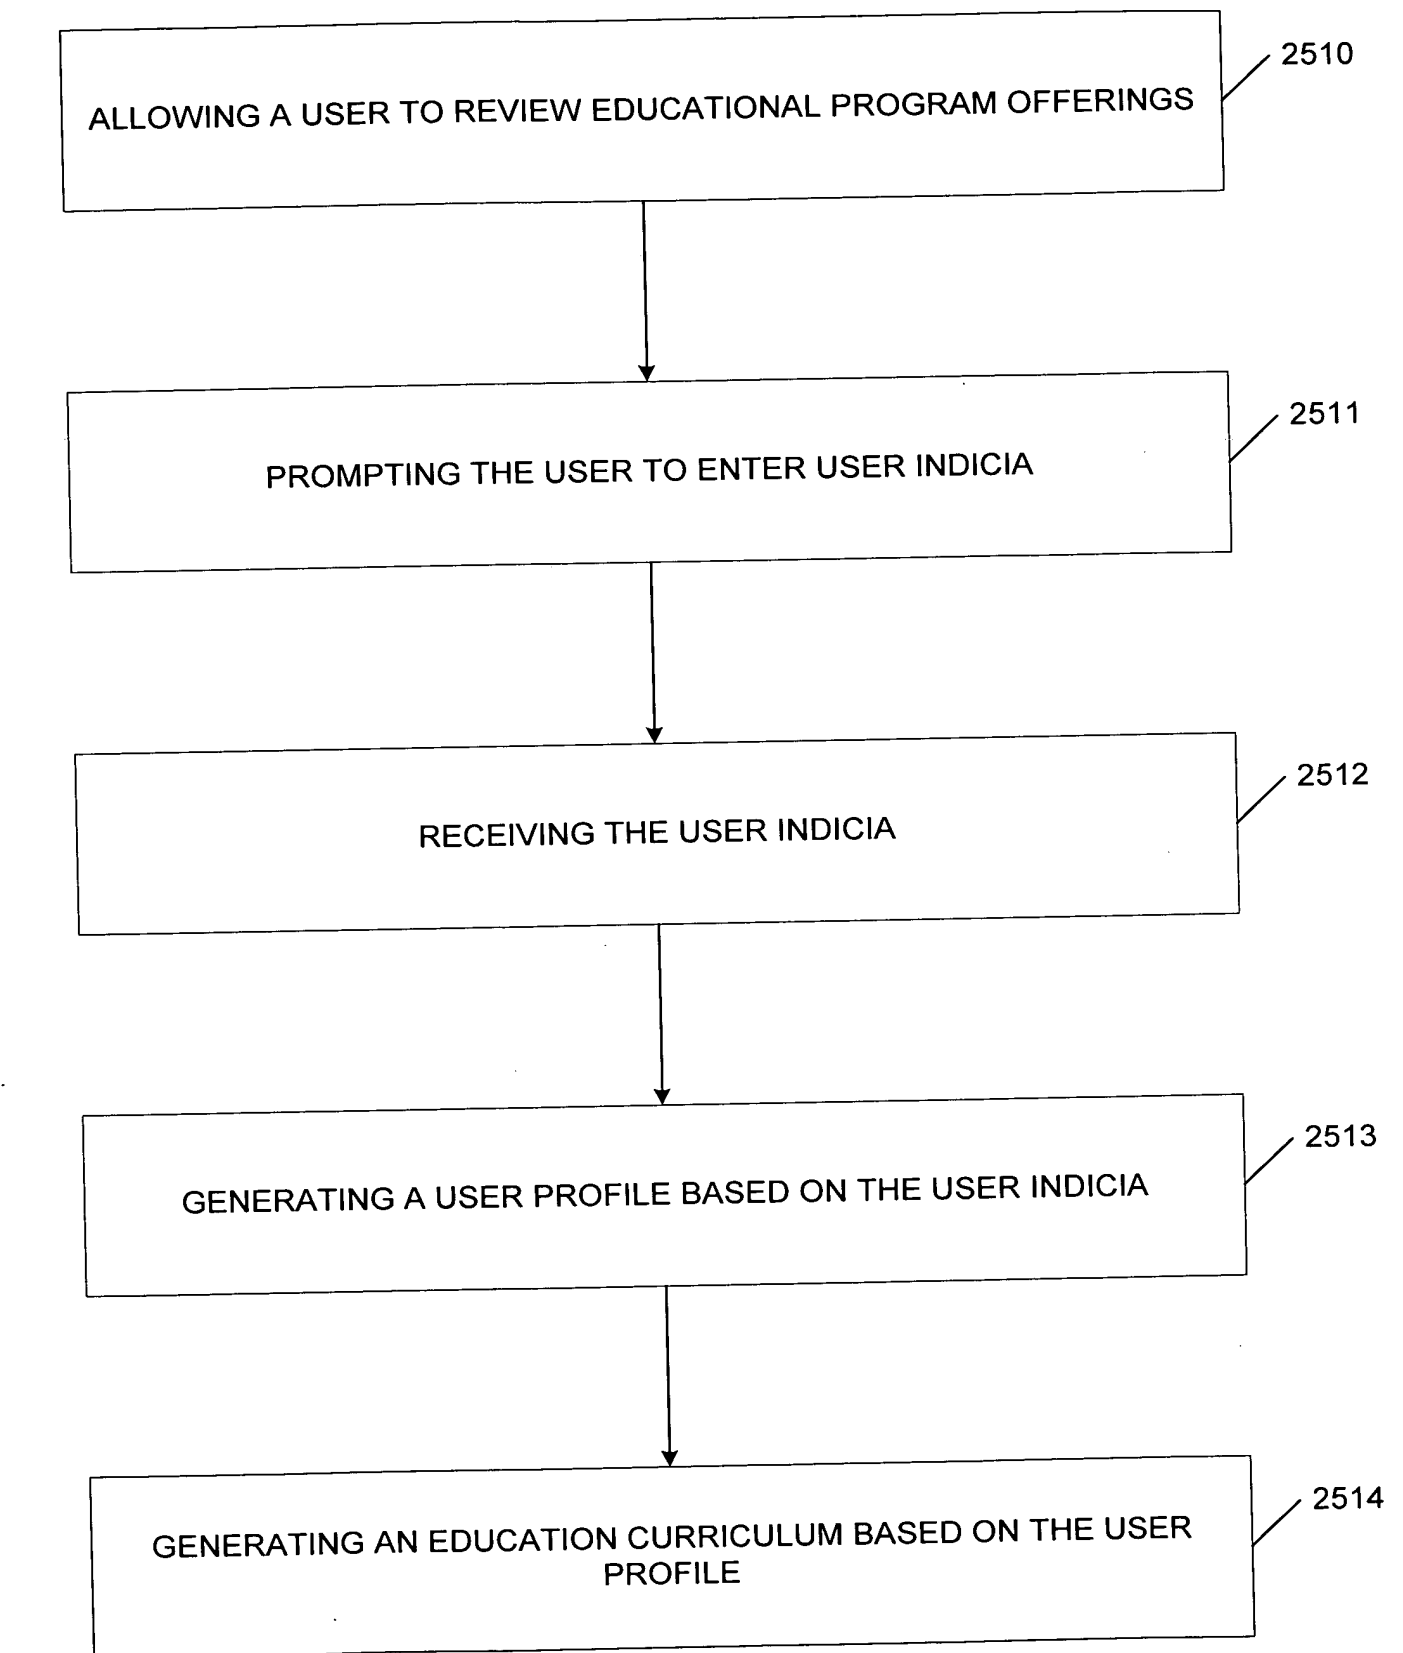 2510
ALLOWING A USER TO REVIEW EDUCATIONAL PROGRAM OFFERINGS
2511
PROMPTING THE USER TO ENTER USER INDICIA
2512
RECEIVING THE USER INDICIA
2513
GENERATING A USER PROFILE BASED ON THE USER INDICIA
2514
GENERATING AN EDUCATION CURRICULUM BASED ON THE USER
PROFILE